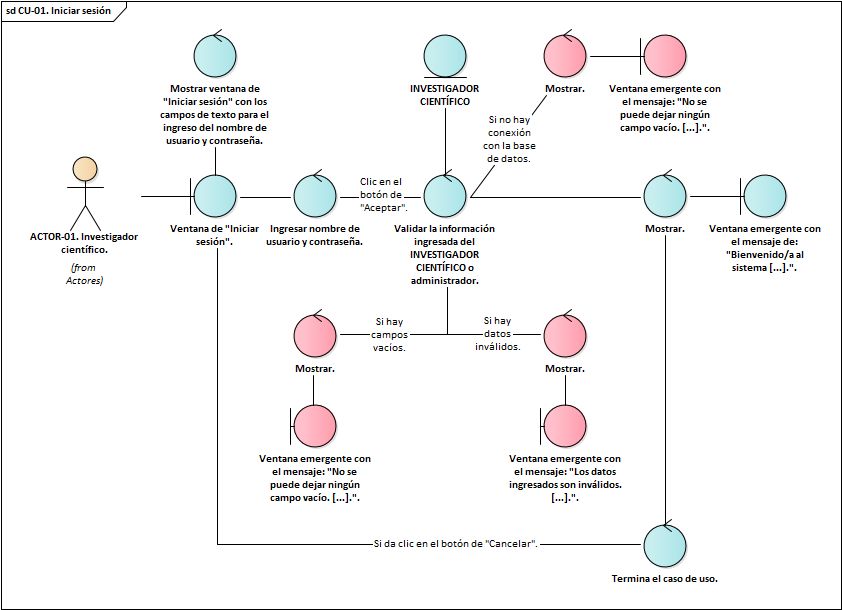 sd CU-01. Iniciar sesión
Mostrar ventana de
"Iniciar sesión" con los
campos de texto para el
ingreso del nombre de
usuario y contraseña.
INVESTIGADOR
CIENTÍFICO
Mostrar.
Ventana emergente con
el mensaje: "No se
puede dejar ningún
campo vacío. [...].".
Si no hay
conexión
con la base
de datos.
ACTOR-01. Investigador
científico.
(from
Actores)
Ventana de "Iniciar
sesión".
Ingresar nombre de
usuario y contraseña.
Clic en el
botón de
"Aceptar".
Validar la información
ingresada del
INVESTIGADOR
CIENTÍFICO o
administrador.
Mostrar.
Ventana emergente con
el mensaje de:
"Bienvenido/a al
sistema [...].".
Si hay
campos
vacíos.
Si hay
datos
inválidos.
Mostrar.
Mostrar.
Ventana emergente con
el mensaje: "No se
puede dejar ningún
campo vacío. [...].".
Ventana emergente con
el mensaje: "Los datos
ingresados son inválidos.
[...].".
Si da clic en el botón de "Cancelar".
Termina el caso de uso.